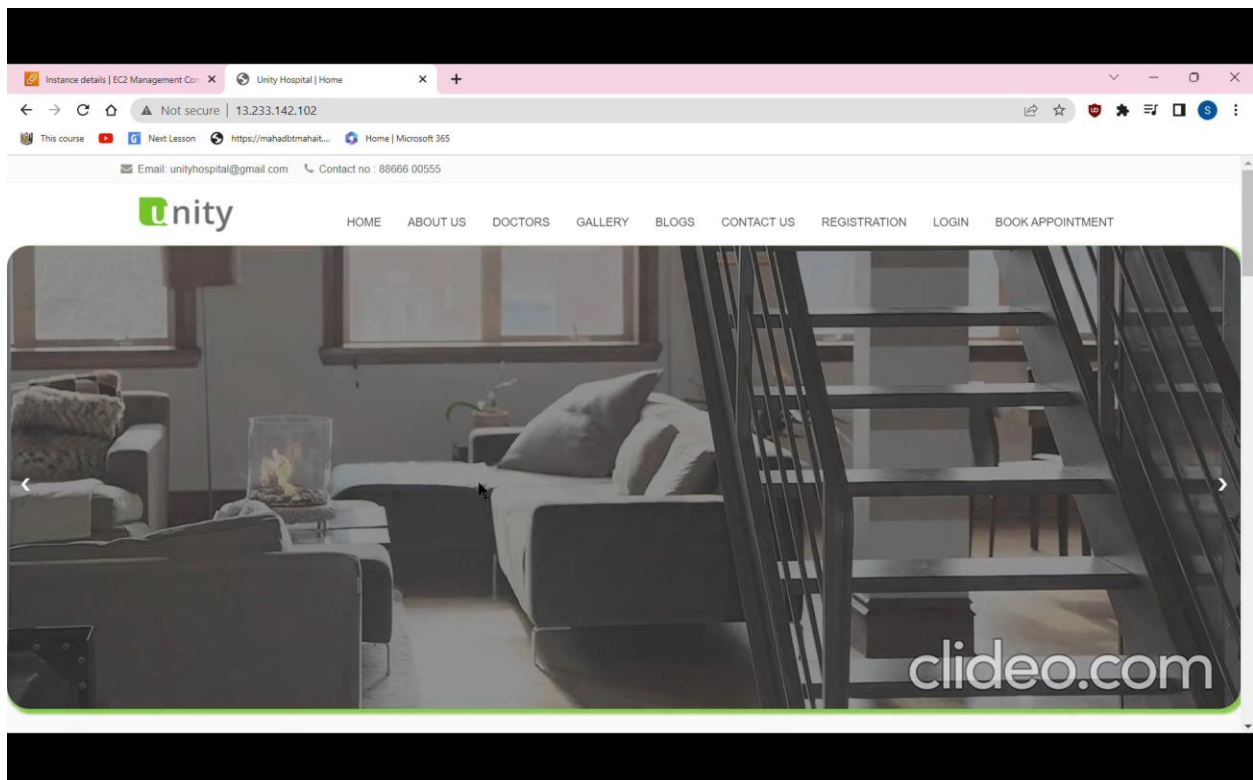 Instance details | EC2 Management Con
Unity Hospital | Home
Not secure | 13.233.142.102
This course
Next Lesson
https://mahadbtmahait....
Home | Microsoft 365
S
Email: unityhospital@gmail.com
Contact no : 88666 00555
unity
HOME ABOUT US DOCTORS GALLERY BLOGS CONTACT US REGISTRATION LOGIN BOOK APPOINTMENT
clideo.com